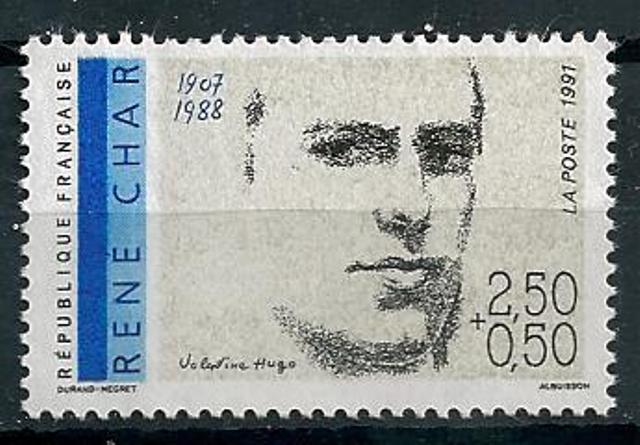 RÉPUBLIQUE FRANÇAISE
RENÉ CHAR
1907
1988
LA POSTE 1991
2,50
+
0,50
Valentine Hugo
DURAND-MEGRET
ALBUISSON